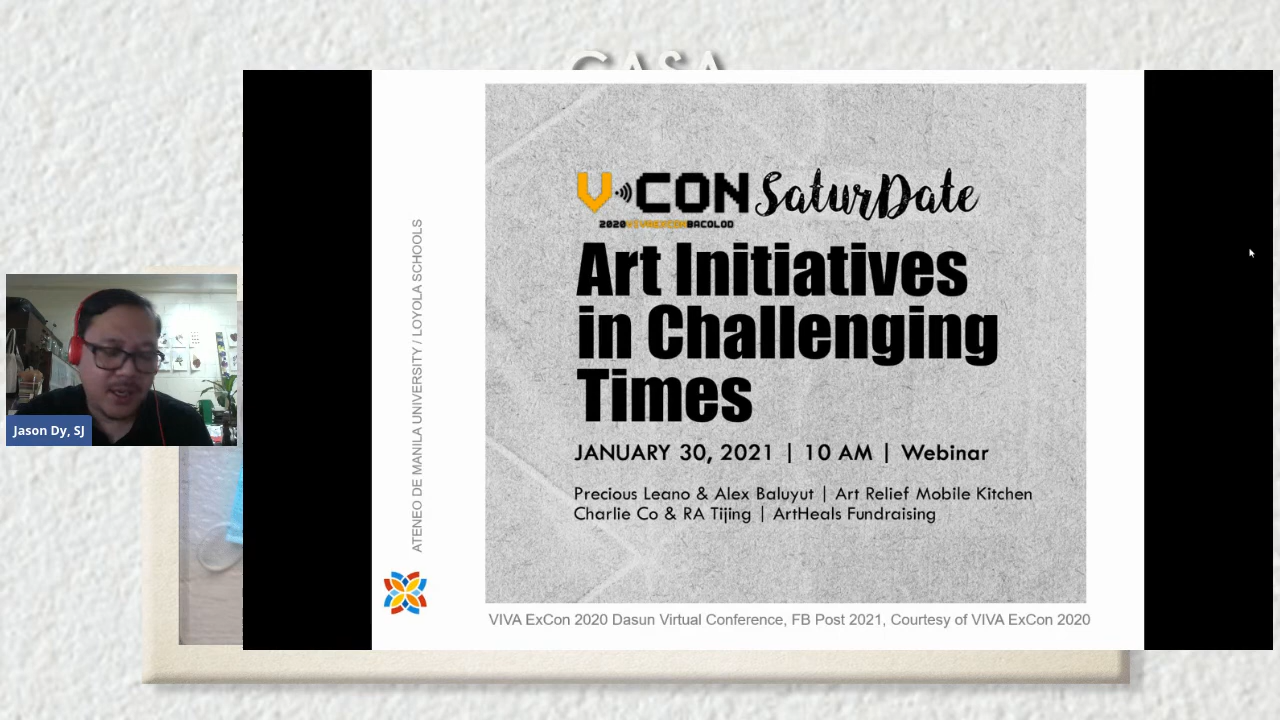 CASA
V CON SaturDate
2020VIVAEXCONBACOLOD
Art Initiatives
in Challenging
Times
JANUARY 30, 2021 | 10 AM | Webinar
Precious Leano & Alex Baluyut | Art Relief Mobile Kitchen
Charlie Co & RA Tijing | ArtHeals Fundraising
ATENEO DE MANILA UNIVERSITY / LOYOLA SCHOOLS
VIVA ExCon 2020 Dasun Virtual Conference, FB Post 2021, Courtesy of VIVA ExCon 2020
Jason Dy, SJ